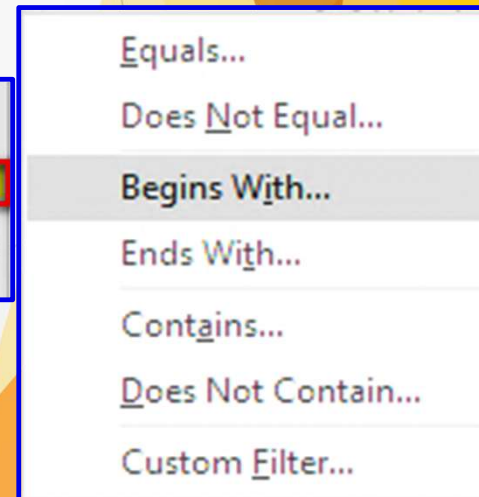 Equals...
Does Not Equal...
Begins With...
Ends With...
Contains...
Does Not Contain...
Custom Filter...